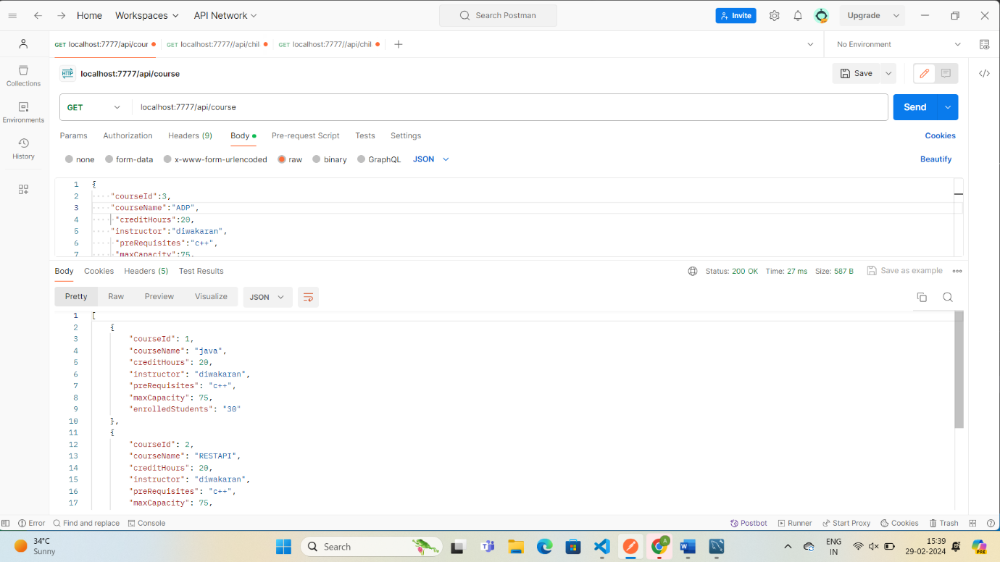 Home Workspaces API Network Search Postman Invite Upgrade
GET localhost:7777/api/cour GET localhost:7777//api/chil GET localhost:7777//api/chil No Environment
HTTP localhost:7777/api/course Save
Collections
GET localhost:7777/api/course Send
Environments
Params Authorization Headers (9) Body Pre-request Script Tests Settings Cookies
History
none form-data x-www-form-urlencoded raw binary GraphQL JSON Beautify
1 {
2 "courseId":3,
3 "courseName":"ADP",
4 "creditHours":20,
5 "instructor":"diwakaran",
6 "preRequisites":"c++",
7 "maxCapacity":75,
Body Cookies Headers (5) Test Results Status: 200 OK Time: 27 ms Size: 587 B Save as example
Pretty Raw Preview Visualize JSON
1 [
2 {
3 "courseId": 1,
4 "courseName": "java",
5 "creditHours": 20,
6 "instructor": "diwakaran",
7 "preRequisites": "c++",
8 "maxCapacity": 75,
9 "enrolledStudents": "30"
10 },
11 {
12 "courseId": 2,
13 "courseName": "RESTAPI",
14 "creditHours": 20,
15 "instructor": "diwakaran",
16 "preRequisites": "c++",
17 "maxCapacity": 75,
Error Find and replace Console Postbot Runner Start Proxy Cookies Trash
34°C
Sunny
Search
A
W
ENG
IN
15:39
29-02-2024
PRE